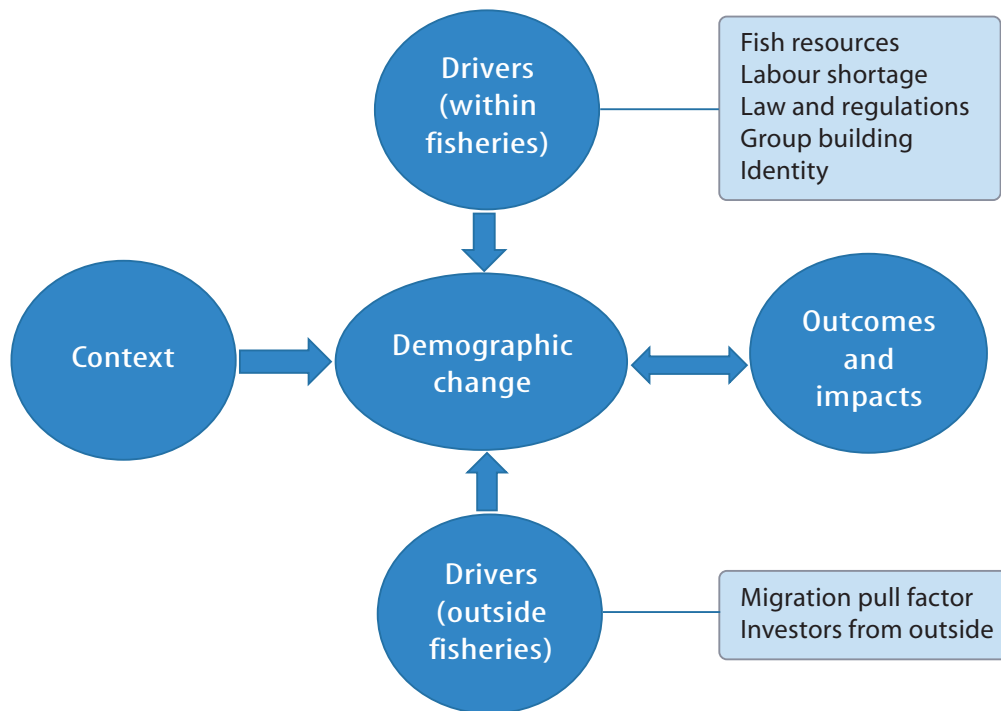 Drivers
(within
fisheries)
Fish resources
Labour shortage
Law and regulations
Group building
Identity
Context
Demographic
change
Outcomes
and
impacts
Drivers
(outside
fisheries)
Migration pull factor
Investors from outside